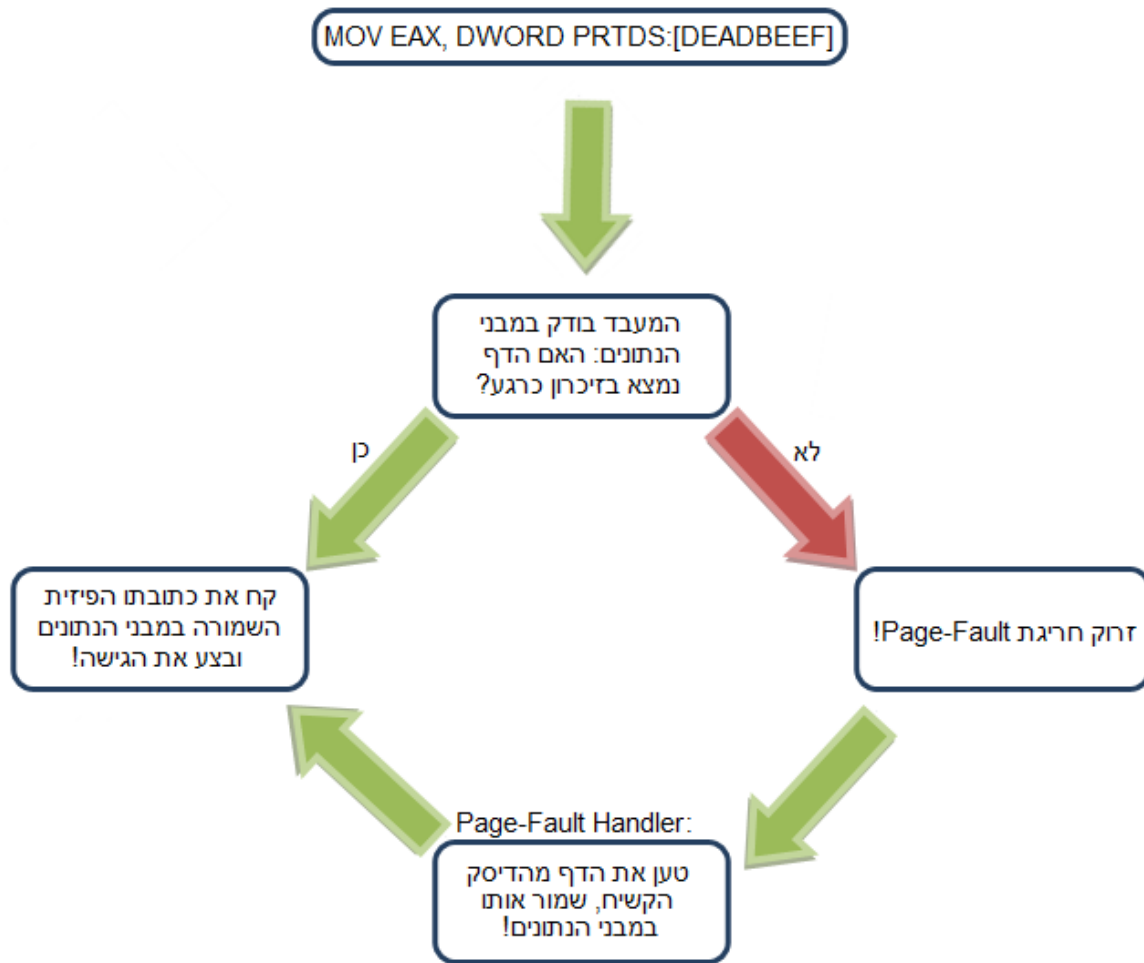 MOV EAX, DWORD PRTDS:[DEADBEEF]
המעבד בודק במבני
הנתונים: האם הדף
נמצא בזיכרון כרגע?
כן
לא
קח את כתובתו הפיזית
השמורה במבני הנתונים
ובצע את הגישה!
זרוק חריגת Page-Fault!
Page-Fault Handler:
טען את הדף מהדיסק
הקשיח, שמור אותו
במבני הנתונים!